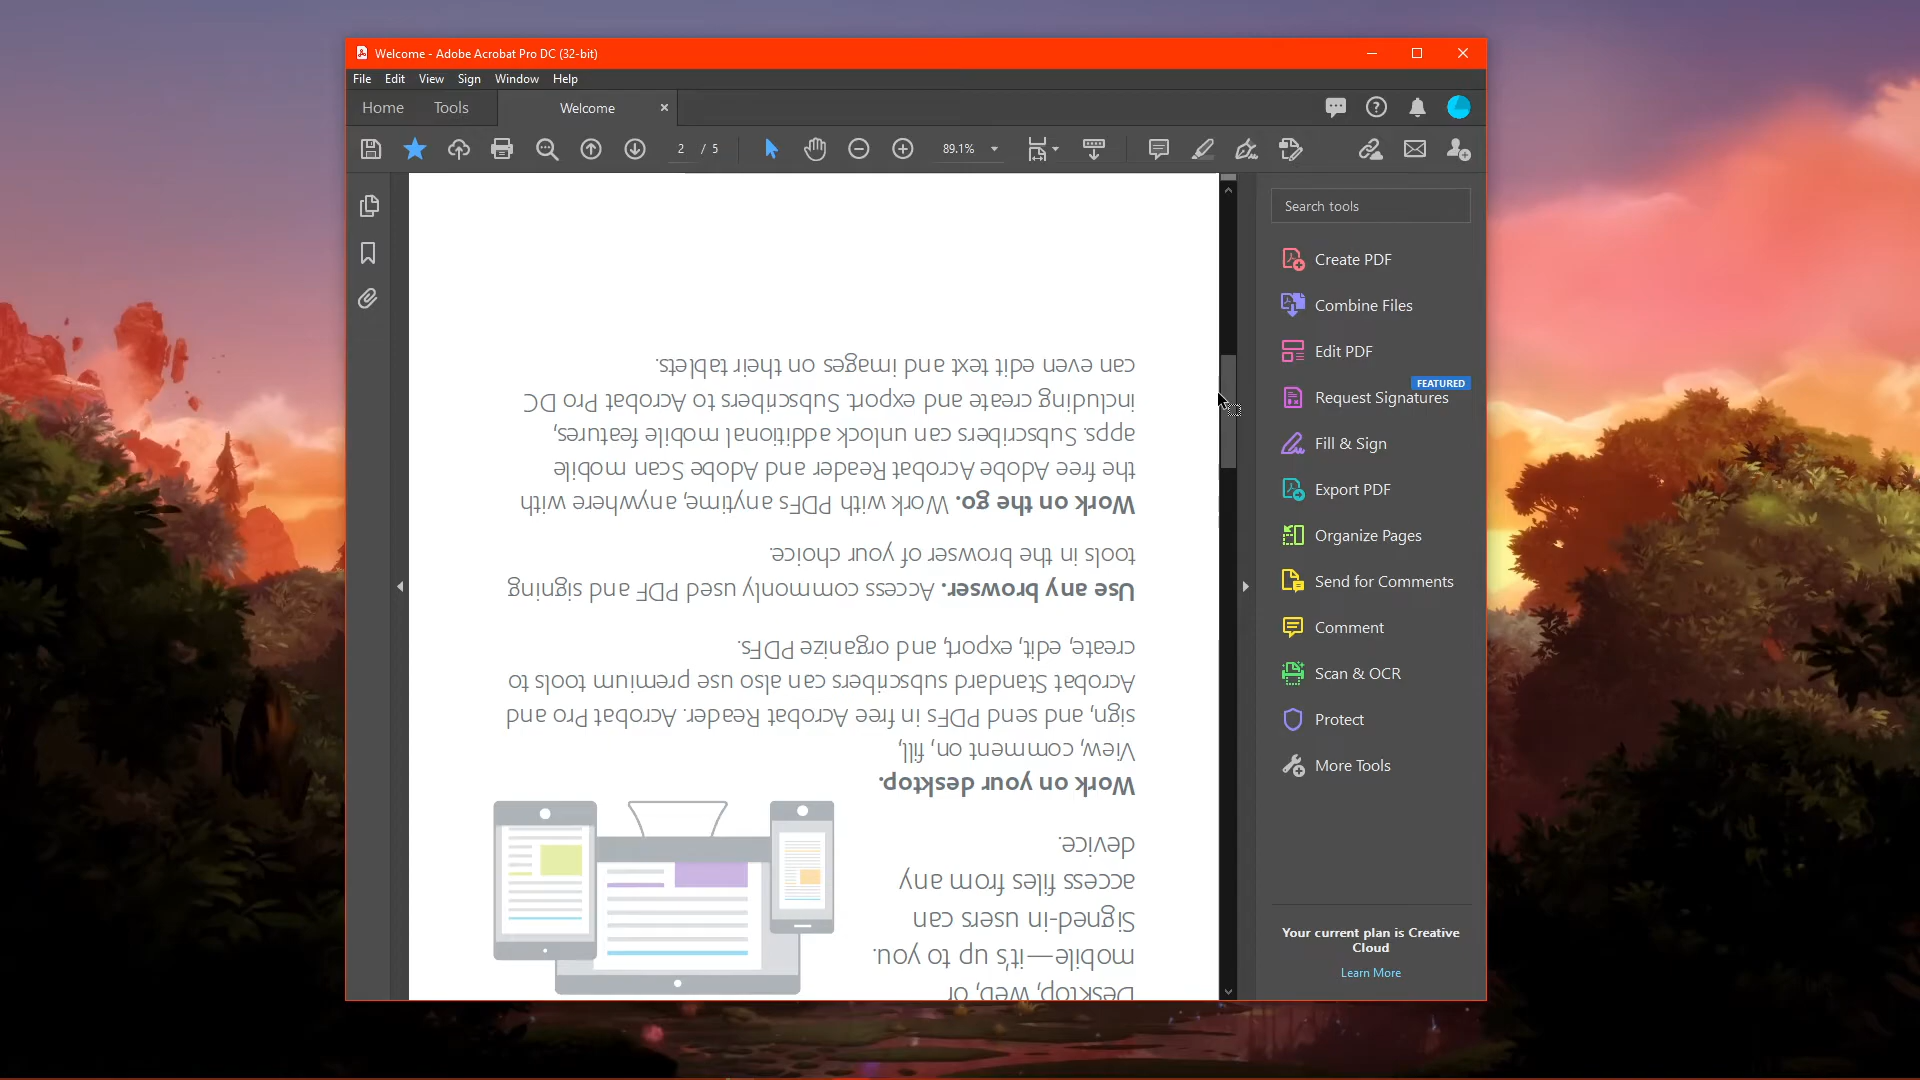 Welcome - Adobe Acrobat Pro DC (32-bit)
File Edit View Sign Window Help
Home Tools Welcome
2 / 5 89.1%
Search tools
Create PDF
Combine Files
Edit PDF
FEATURED
Request Signatures
Fill & Sign
Export PDF
Organize Pages
Send for Comments
Comment
Scan & OCR
Protect
More Tools
Your current plan is Creative
Cloud
Learn More
Desktop, web, or
mobile—it's up to you.
Signed-in users can
access files from any
device.
Work on your desktop.
View, comment on, fill,
sign, and send PDFs in free Acrobat Reader. Acrobat Pro and
Acrobat Standard subscribers can also use premium tools to
create, edit, export, and organize PDFs.
Use any browser. Access commonly used PDF and signing
tools in the browser of your choice.
Work on the go. Work with PDFs anytime, anywhere with
the free Adobe Acrobat Reader and Adobe Scan mobile
apps. Subscribers can unlock additional mobile features,
including create and export. Subscribers to Acrobat Pro DC
can even edit text and images on their tablets.